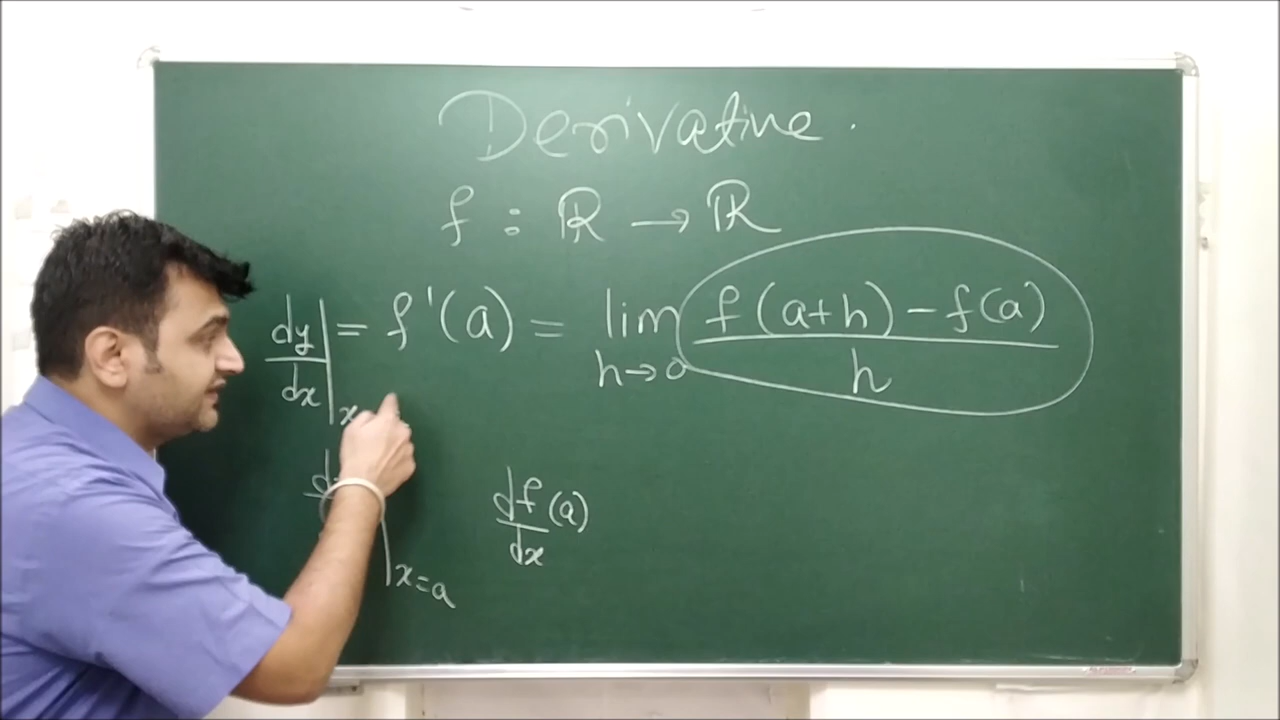 Derivative.
f : ℝ → ℝ
dy/dx |x = f'(a) = lim h→0 f(a+h) - f(a) / h
d |x=a
df/dx (a)